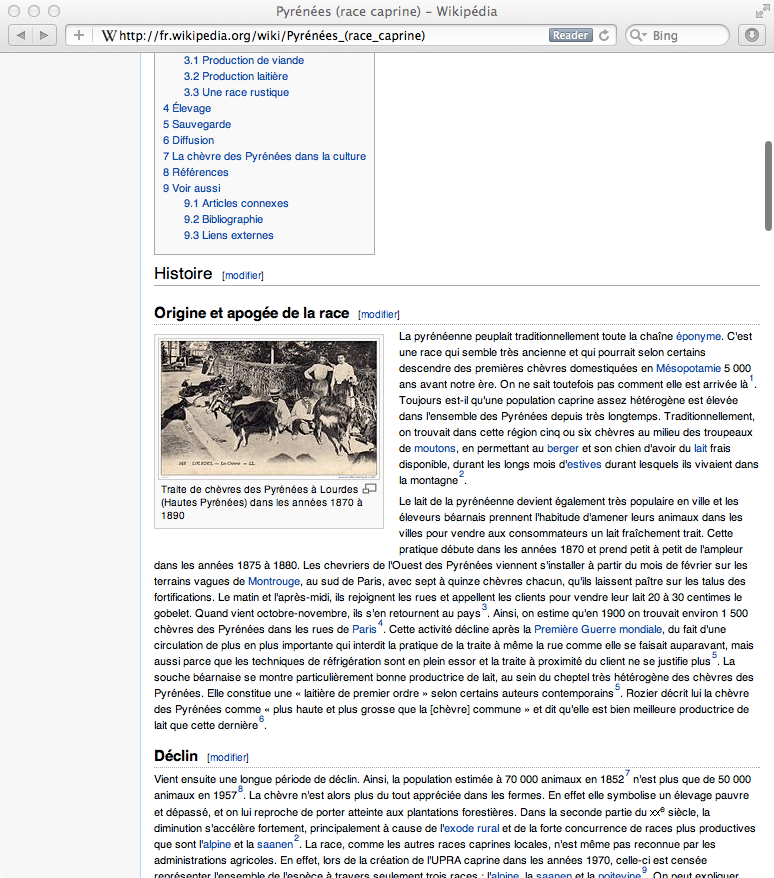 Pyrénées (race caprine) – Wikipédia
http://fr.wikipedia.org/wiki/Pyrénées_(race_caprine)
Reader
Bing
3.1 Production de viande
3.2 Production laitière
3.3 Une race rustique
4 Élevage
5 Sauvegarde
6 Diffusion
7 La chèvre des Pyrénées dans la culture
8 Références
9 Voir aussi
9.1 Articles connexes
9.2 Bibliographie
9.3 Liens externes
Histoire [modifier]
Origine et apogée de la race [modifier]
LOURDES. - Les Chèvres. - LL.
Traite de chèvres des Pyrénées à Lourdes
(Hautes Pyrénées) dans les années 1870 à
1890
La pyrénéenne peuplait traditionnellement toute la chaîne éponyme. C'est
une race qui semble très ancienne et qui pourrait selon certains
descendre des premières chèvres domestiquées en Mésopotamie 5 000
ans avant notre ère. On ne sait toutefois pas comment elle est arrivée là1.
Toujours est-il qu'une population caprine assez hétérogène est élevée
dans l'ensemble des Pyrénées depuis très longtemps. Traditionnellement,
on trouvait dans cette région cinq ou six chèvres au milieu des troupeaux
de moutons, en permettant au berger et son chien d'avoir du lait frais
disponible, durant les longs mois d'estives durant lesquels ils vivaient dans
la montagne2.
Le lait de la pyrénéenne devient également très populaire en ville et les
éleveurs béarnais prennent l'habitude d'amener leurs animaux dans les
villes pour vendre aux consommateurs un lait fraîchement trait. Cette
pratique débute dans les années 1870 et prend petit à petit de l'ampleur
dans les années 1875 à 1880. Les chevriers de l'Ouest des Pyrénées viennent s'installer à partir du mois de février sur les
terrains vagues de Montrouge, au sud de Paris, avec sept à quinze chèvres chacun, qu'ils laissent paître sur les talus des
fortifications. Le matin et l'après-midi, ils rejoignent les rues et appellent les clients pour vendre leur lait 20 à 30 centimes le
gobelet. Quand vient octobre-novembre, ils s'en retournent au pays3. Ainsi, on estime qu'en 1900 on trouvait environ 1 500
chèvres des Pyrénées dans les rues de Paris4. Cette activité décline après la Première Guerre mondiale, du fait d'une
circulation de plus en plus importante qui interdit la pratique de la traite à même la rue comme elle se faisait auparavant, mais
aussi parce que les techniques de réfrigération sont en plein essor et la traite à proximité du client ne se justifie plus5. La
souche béarnaise se montre particulièrement bonne productrice de lait, au sein du cheptel très hétérogène des chèvres des
Pyrénées. Elle constitue une « laitière de premier ordre » selon certains auteurs contemporains5. Rozier décrit lui la chèvre
des Pyrénées comme « plus haute et plus grosse que la [chèvre] commune » et dit qu'elle est bien meilleure productrice de
lait que cette dernière6.
Déclin [modifier]
Vient ensuite une longue période de déclin. Ainsi, la population estimée à 70 000 animaux en 18527 n'est plus que de 50 000
animaux en 19578. La chèvre n'est alors plus du tout appréciée dans les fermes. En effet elle symbolise un élevage pauvre
et dépassé, et on lui reproche de porter atteinte aux plantations forestières. Dans la seconde partie du XXe siècle, la
diminution s'accélère fortement, principalement à cause de l'exode rural et de la forte concurrence de races plus productives
que sont l'alpine et la saanen2. La race, comme les autres races caprines locales, n'est même pas reconnue par les
administrations agricoles. En effet, lors de la création de l'UPRA caprine dans les années 1970, celle-ci est censée
représenter l'ensemble de l'espèce à travers seulement trois races : l'alpine, la saanen et la poitevine9. On peut expliquer